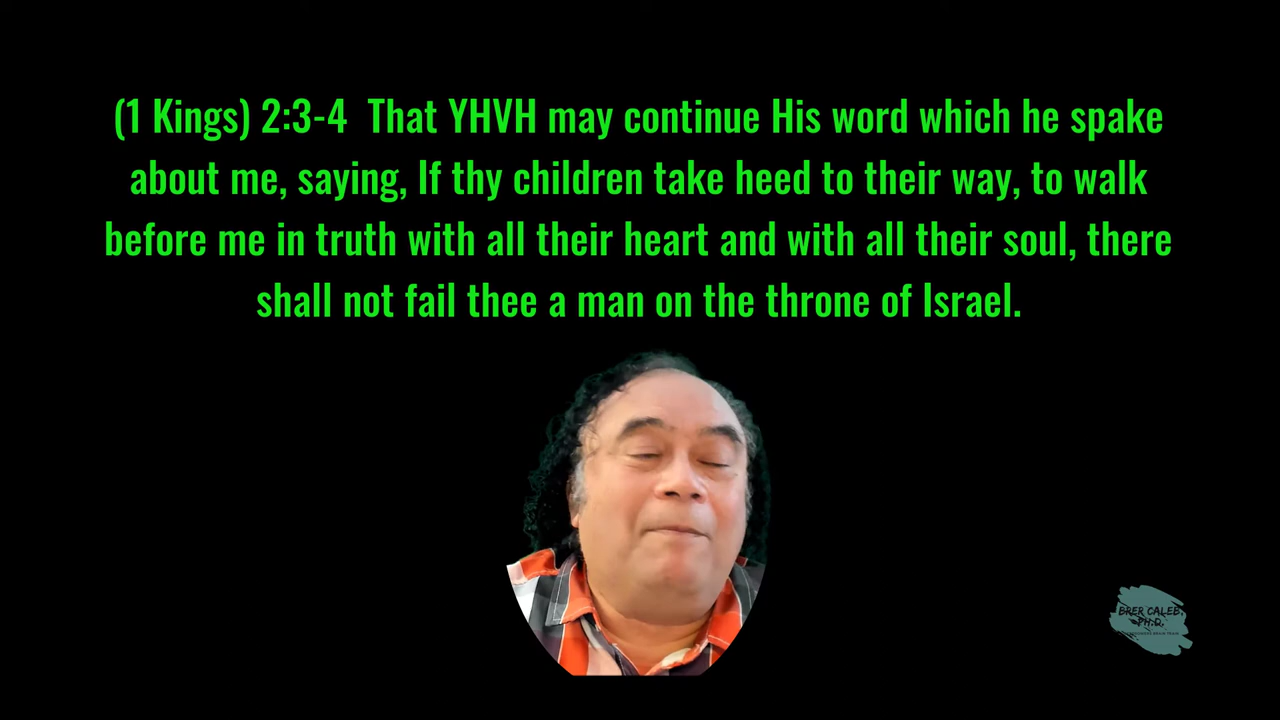 (1 Kings) 2:3-4  That YHVH may continue His word which he spake
about me, saying, If thy children take heed to their way, to walk
before me in truth with all their heart and with all their soul, there
shall not fail thee a man on the throne of Israel.
BRER CALEB,
PH.D.